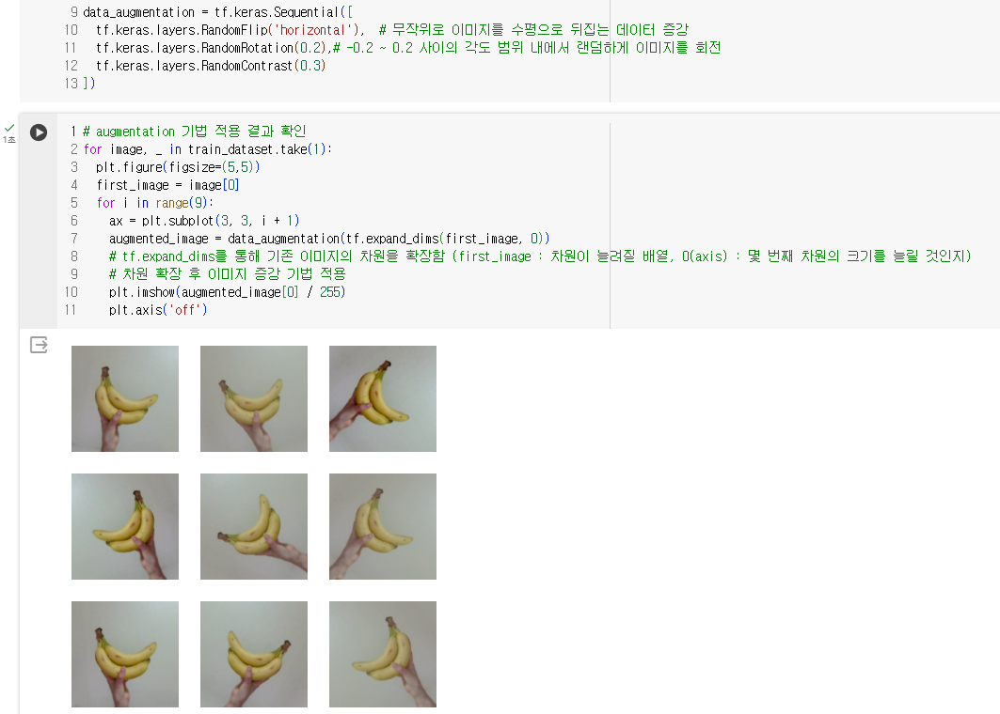 9 data_augmentation = tf.keras.Sequential([
10 tf.keras.layers.RandomFlip('horizontal'), # 무작위로 이미지를 수평으로 뒤집는 데이터 증강
11 tf.keras.layers.RandomRotation(0.2),# -0.2 ~ 0.2 사이의 각도 범위 내에서 랜덤하게 이미지를 회전
12 tf.keras.layers.RandomContrast(0.3)
13 ])
1초
1 # augmentation 기법 적용 결과 확인
2 for image, _ in train_dataset.take(1):
3 plt.figure(figsize=(5,5))
4 first_image = image[0]
5 for i in range(9):
6 ax = plt.subplot(3, 3, i + 1)
7 augmented_image = data_augmentation(tf.expand_dims(first_image, 0))
8 # tf.expand_dims를 통해 기존 이미지의 차원을 확장함 (first_image : 차원이 늘려질 배열, 0(axis) : 몇 번째 차원의 크기를 늘릴 것인지)
9 # 차원 확장 후 이미지 증강 기법 적용
10 plt.imshow(augmented_image[0] / 255)
11 plt.axis('off')